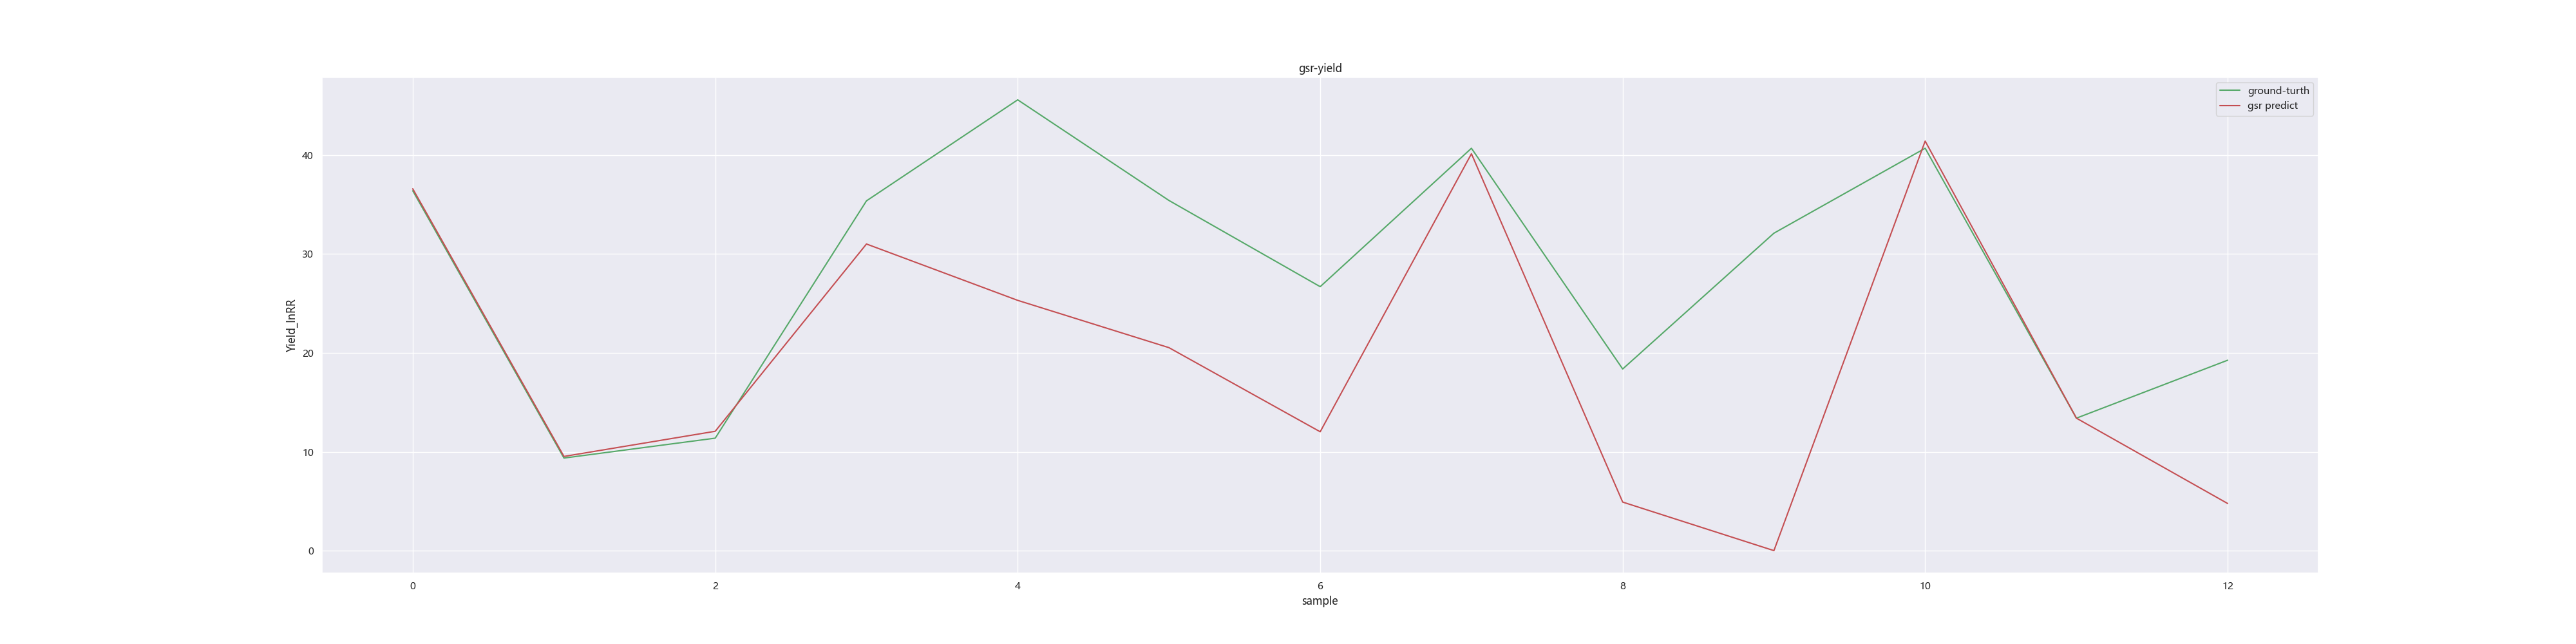 gsr-yield
ground-turth
gsr predict
40
30
20
10
0
Yield_lnRR
0 2 4 6 8 10 12
sample